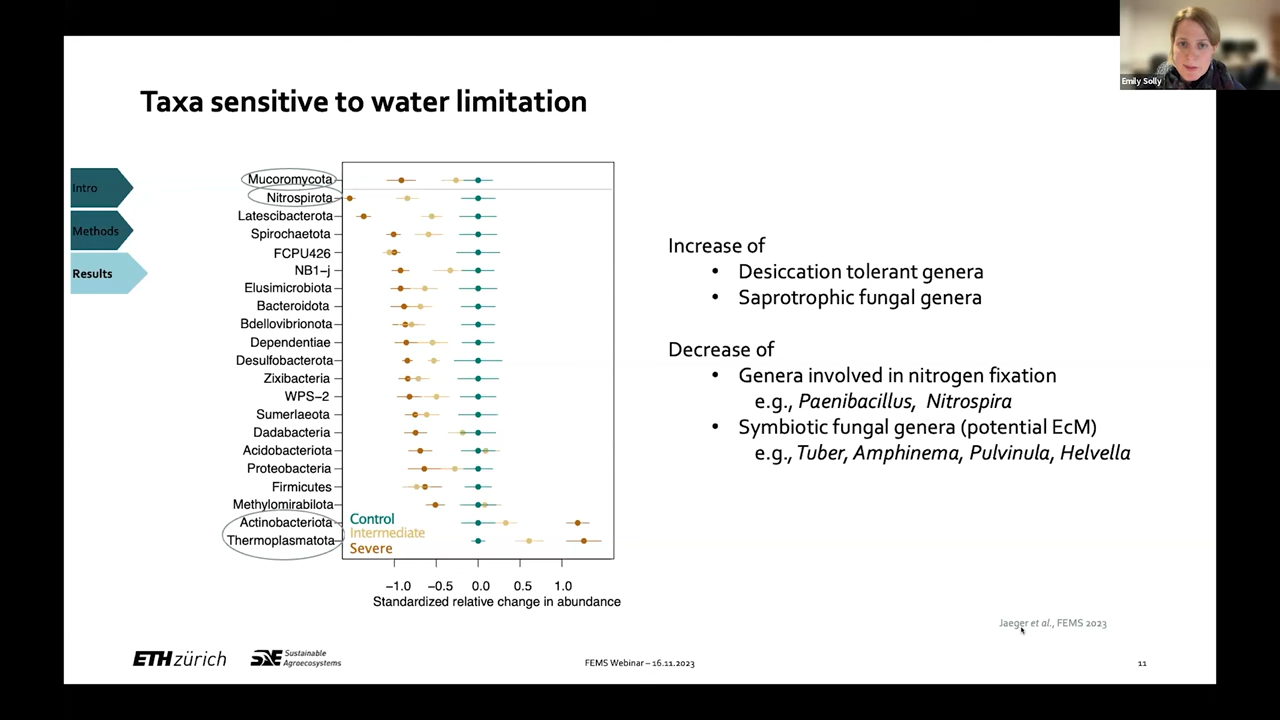 Emily Solly
Taxa sensitive to water limitation
Intro
Methods
Results
Mucoromycota
Nitrospirota
Latescibacterota
Spirochaetota
FCPU426
NB1−j
Elusimicrobiota
Bacteroidota
Bdellovibrionota
Dependentiae
Desulfobacterota
Zixibacteria
WPS−2
Sumerlaeota
Dadabacteria
Acidobacteriota
Proteobacteria
Firmicutes
Methylomirabilota
Actinobacteriota
Thermoplasmatota
Control
Intermediate
Severe
−1.0 −0.5 0.0 0.5 1.0
Standardized relative change in abundance
Increase of
• Desiccation tolerant genera
• Saprotrophic fungal genera
Decrease of
• Genera involved in nitrogen fixation
e.g., Paenibacillus, Nitrospira
• Symbiotic fungal genera (potential EcM)
e.g., Tuber, Amphinema, Pulvinula, Helvella
Jaeger et al., FEMS 2023
ETH zürich
SAE Sustainable
Agroecosystems
FEMS Webinar – 16.11.2023
11